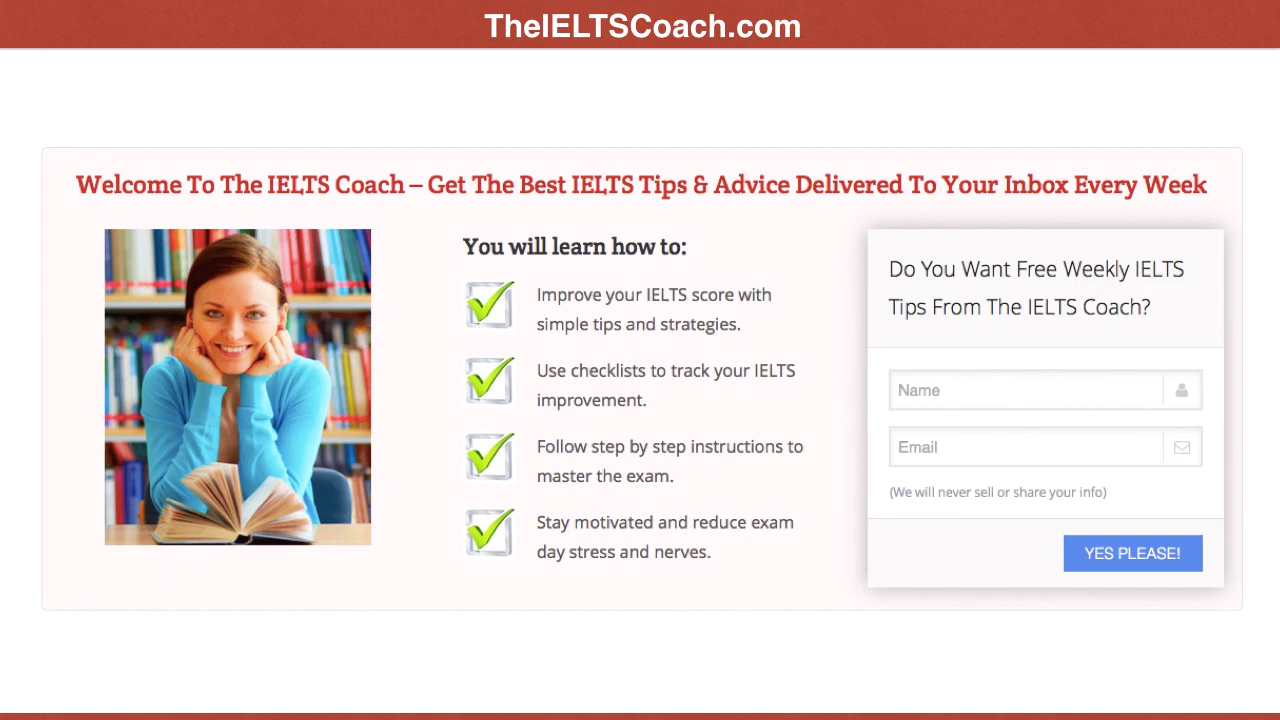 TheIELTSCoach.com
Welcome To The IELTS Coach – Get The Best IELTS Tips & Advice Delivered To Your Inbox Every Week
You will learn how to:
Improve your IELTS score with
simple tips and strategies.
Use checklists to track your IELTS
improvement.
Follow step by step instructions to
master the exam.
Stay motivated and reduce exam
day stress and nerves.
Do You Want Free Weekly IELTS
Tips From The IELTS Coach?
Name
Email
(We will never sell or share your info)
YES PLEASE!